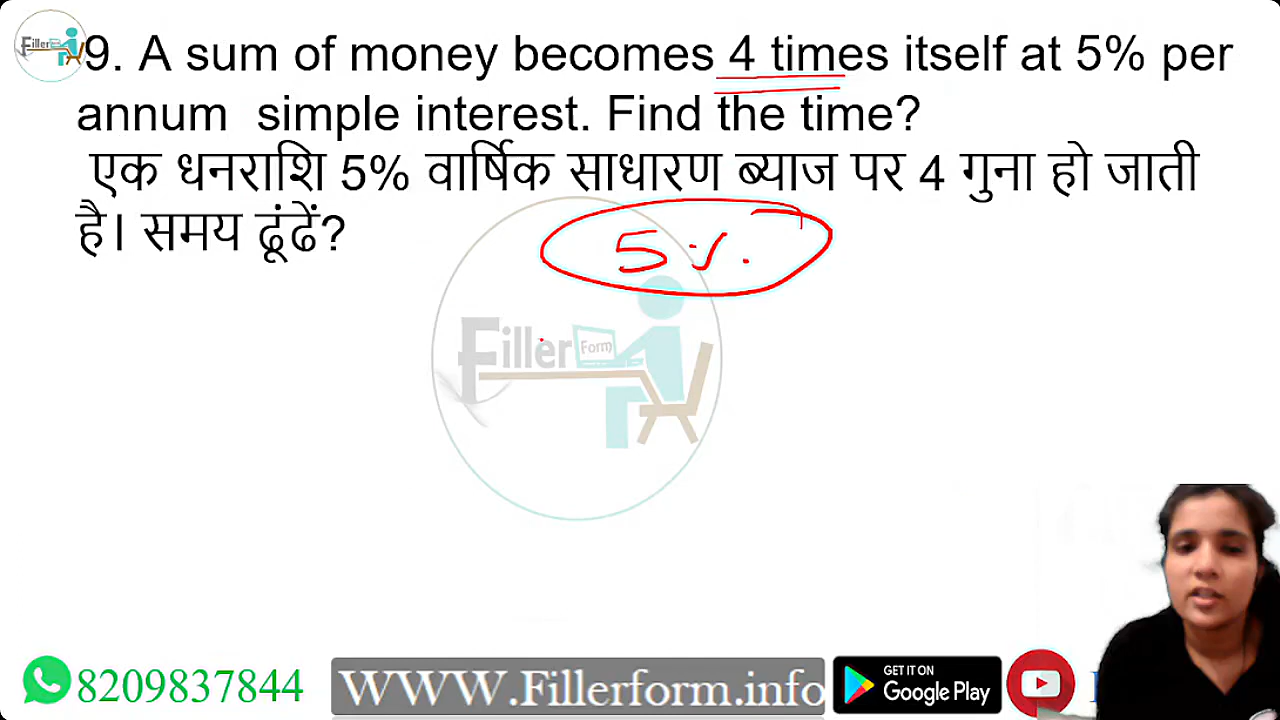 Filler
9. A sum of money becomes 4 times itself at 5% per
annum simple interest. Find the time?
एक धनराशि 5% वार्षिक साधारण ब्याज पर 4 गुना हो जाती
है। समय ढूंढें?
5 %.
Filler Form
8209837844
WWW.Fillerform.info
GET IT ON
Google Play